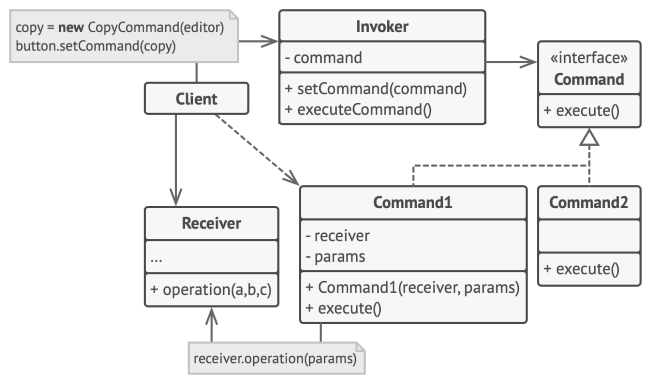 copy = new CopyCommand(editor)
button.setCommand(copy)
Client
Invoker
- command
+ setCommand(command)
+ executeCommand()
«interface»
Command
+ execute()
Receiver
...
+ operation(a,b,c)
Command1
- receiver
- params
+ Command1(receiver, params)
+ execute()
Command2
+ execute()
receiver.operation(params)